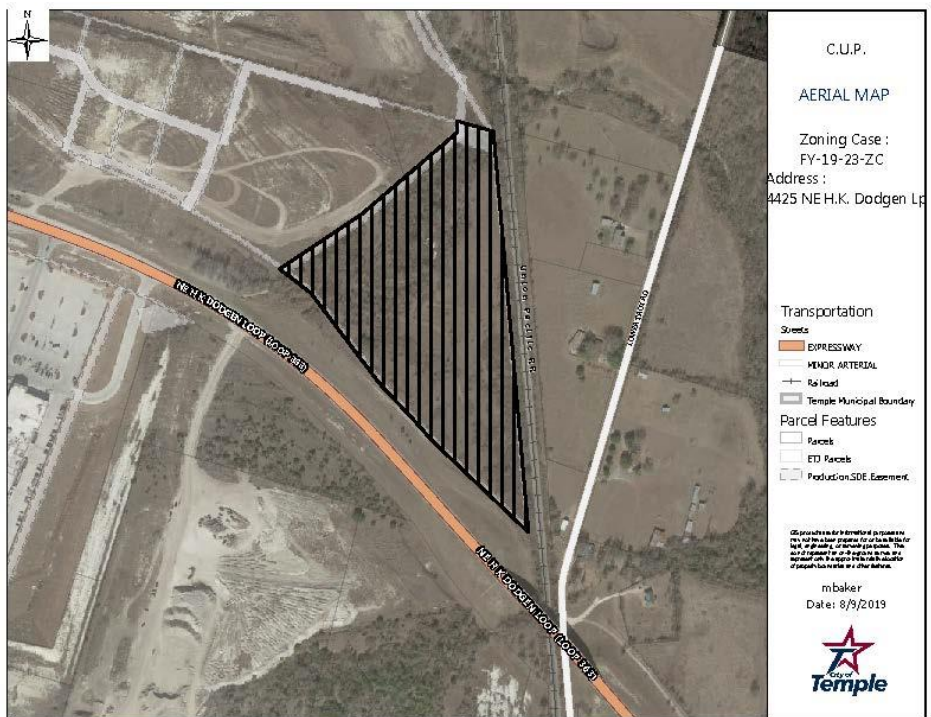 N
NE H.K. DODGEN LOOP (LOOP 363)
Union Pacific RR
NE H.K. DODGEN LOOP (LOOP 363)
C.U.P.
AERIAL MAP
Zoning Case :
FY-19-23-ZC
Address :
4425 NE H.K. Dodgen Lp
Transportation
Streets
EXPRESSWAY
MINOR ARTERIAL
Railroad
Temple Municipal Boundary
Parcel Features
Parcels
ETJ Parcels
Production.SDE.Easement
mbaker
Date: 8/9/2019
City of
Temple